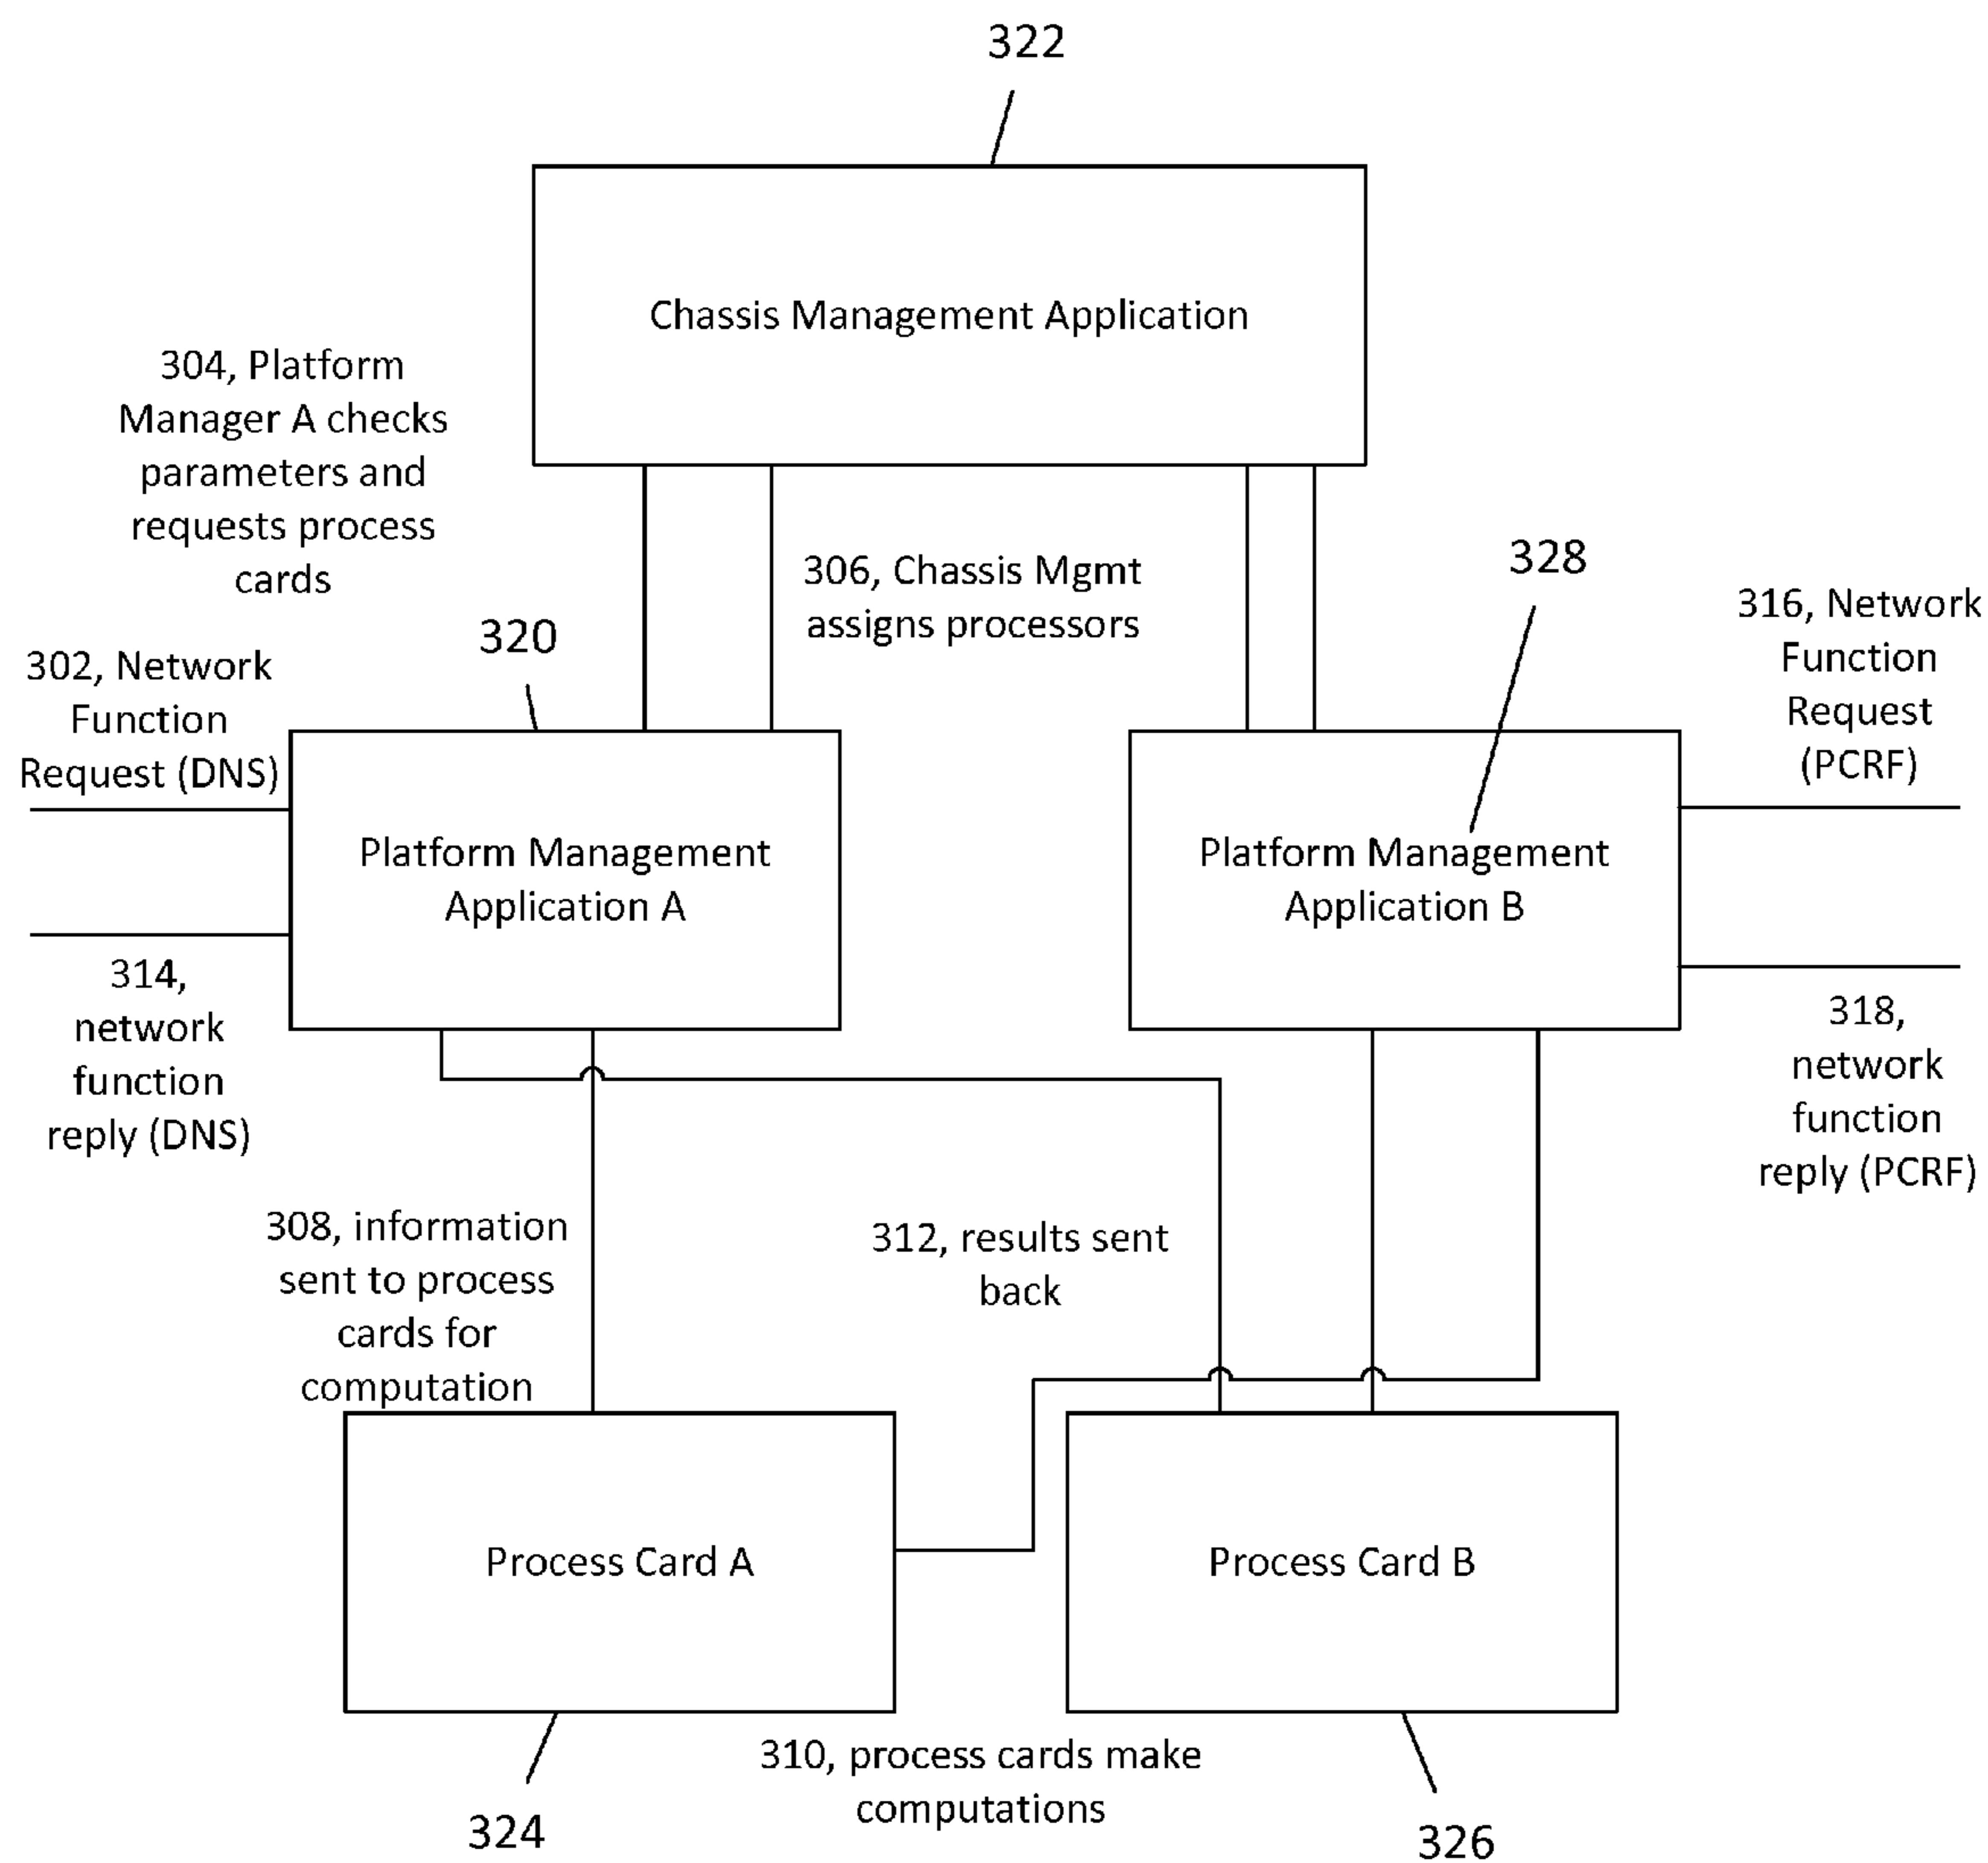 322
Chassis Management Application
304, Platform
Manager A checks
parameters and
requests process
cards
306, Chassis Mgmt
assigns processors
328
316, Network
Function
Request
(PCRF)
320
302, Network
Function
Request (DNS)
Platform Management
Application A
Platform Management
Application B
314,
network
function
reply (DNS)
318,
network
function
reply (PCRF)
308, information
sent to process
cards for
computation
312, results sent
back
Process Card A
Process Card B
310, process cards make
computations
324
326